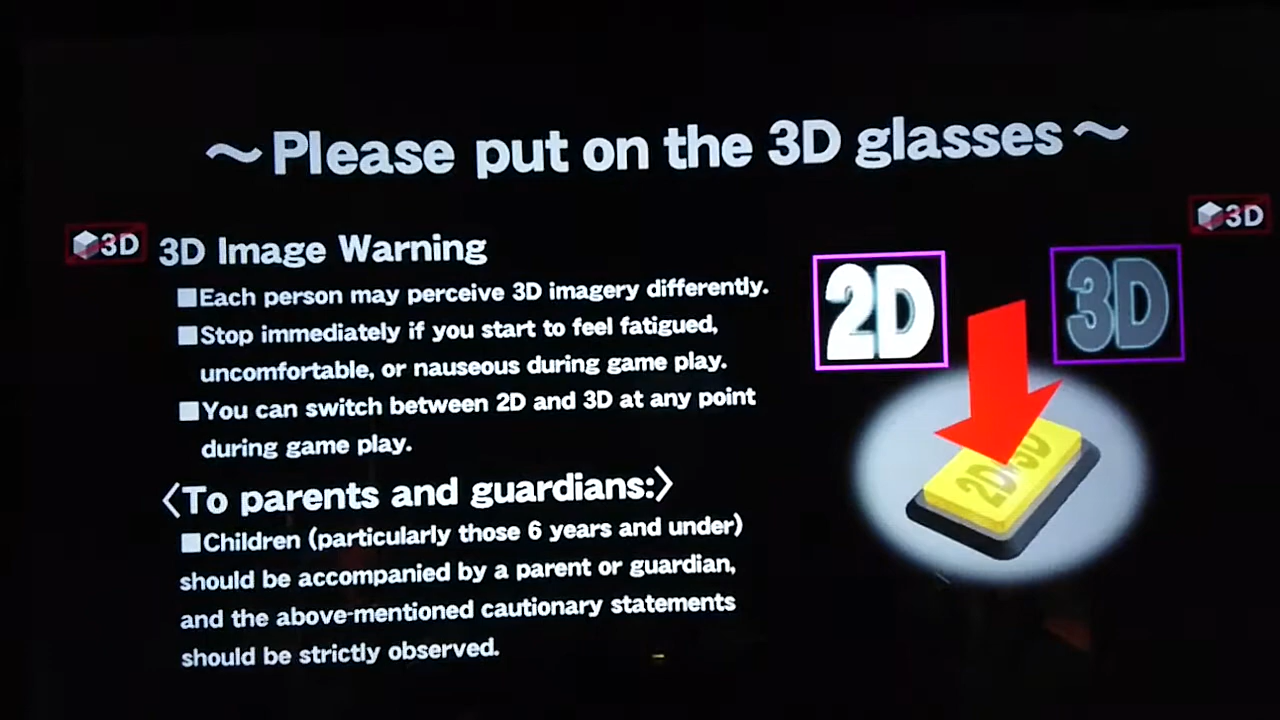 ~Please put on the 3D glasses~
3D
3D
3D Image Warning
■Each person may perceive 3D imagery differently.
■Stop immediately if you start to feel fatigued,
uncomfortable, or nauseous during game play.
■You can switch between 2D and 3D at any point
during game play.
〈To parents and guardians:〉
■Children (particularly those 6 years and under)
should be accompanied by a parent or guardian,
and the above-mentioned cautionary statements
should be strictly observed.
2D
3D
2D 3D